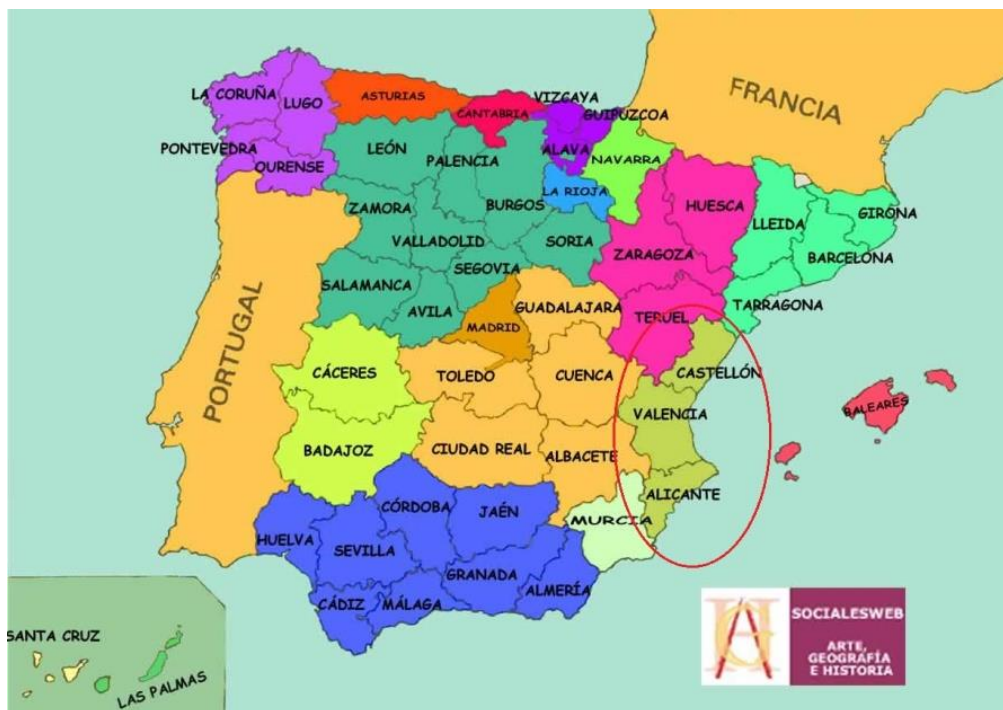 FRANCIA
LA CORUÑA
LUGO
ASTURIAS
CANTABRIA
VIZCAYA
GUIPÚZCOA
ALAVA
NAVARRA
PONTEVEDRA
OURENSE
LEÓN
PALENCIA
BURGOS
LA RIOJA
HUESCA
LLEIDA
GIRONA
BARCELONA
ZAMORA
VALLADOLID
SORIA
ZARAGOZA
TARRAGONA
SALAMANCA
SEGOVIA
AVILA
MADRID
GUADALAJARA
TERUEL
PORTUGAL
CÁCERES
TOLEDO
CUENCA
CASTELLÓN
VALENCIA
BALEARES
BADAJOZ
CIUDAD REAL
ALBACETE
ALICANTE
MURCIA
CÓRDOBA
JAÉN
HUELVA
SEVILLA
GRANADA
ALMERÍA
CÁDIZ
MÁLAGA
SANTA CRUZ
LAS PALMAS
SOCIALESWEB
ARTE,
GEOGRAFÍA
E HISTORIA